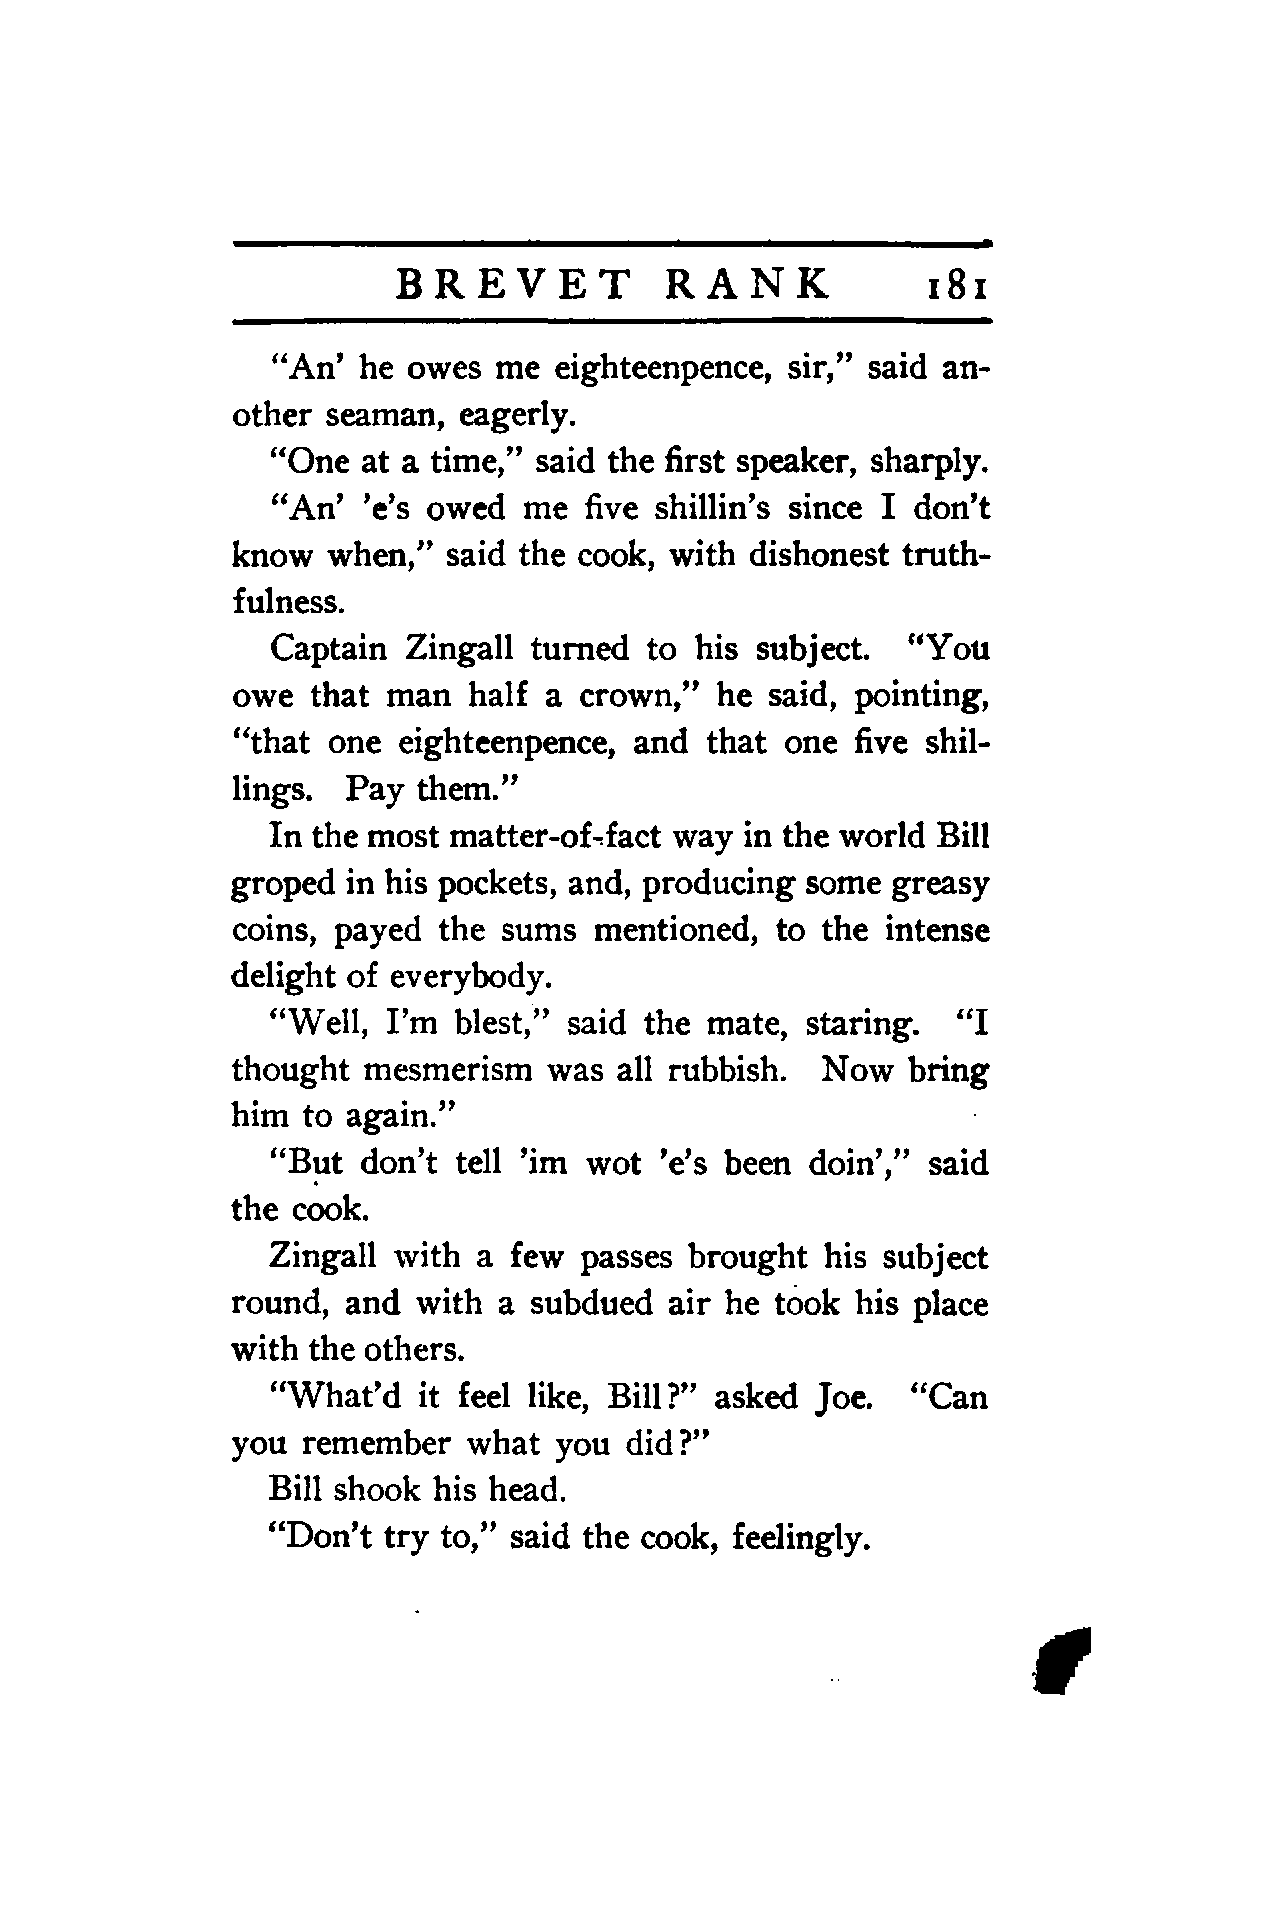 BREVET RANK 181
“An’ he owes me eighteenpence, sir,” said an-
other seaman, eagerly.
“One at a time,” said the first speaker, sharply.
“An’ ’e’s owed me five shillin’s since I don’t
know when,” said the cook, with dishonest truth-
fulness.
Captain Zingall turned to his subject. “You
owe that man half a crown,” he said, pointing,
“that one eighteenpence, and that one five shil-
lings. Pay them.”
In the most matter-of-fact way in the world Bill
groped in his pockets, and, producing some greasy
coins, payed the sums mentioned, to the intense
delight of everybody.
“Well, I’m blest,” said the mate, staring. “I
thought mesmerism was all rubbish. Now bring
him to again.”
“But don’t tell ’im wot ’e’s been doin’,” said
the cook.
Zingall with a few passes brought his subject
round, and with a subdued air he took his place
with the others.
“What’d it feel like, Bill?” asked Joe. “Can
you remember what you did?”
Bill shook his head.
“Don’t try to,” said the cook, feelingly.